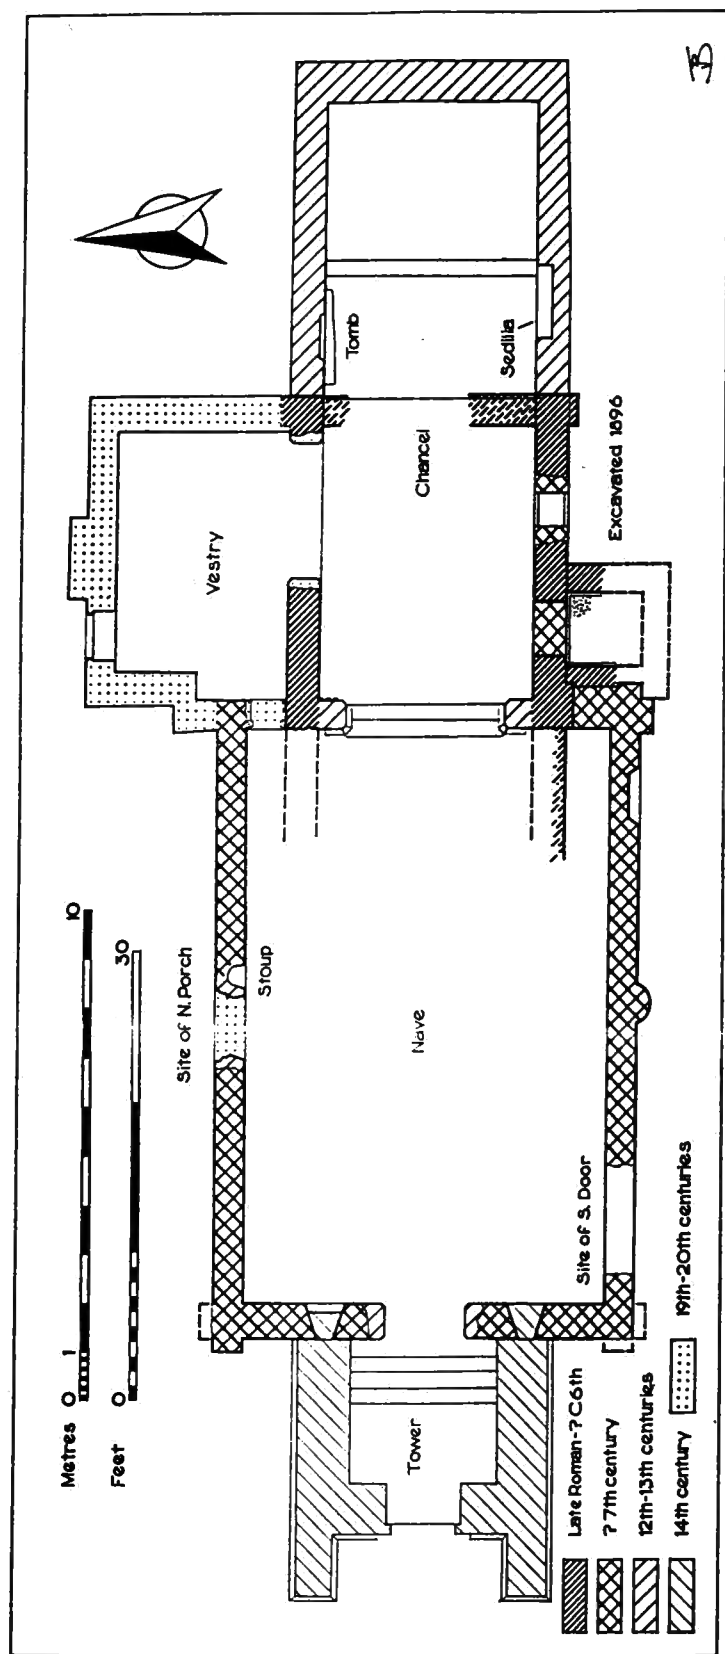 Metres 0 1 10
Feet 0 30
Site of N. Porch
Stoup
Vestry
Tomb
Nave
Chancel
Tower
Sedilia
Site of S. Door
Excavated 1896
Late Roman-?C6th
?7th century
12th-13th centuries
14th century
19th-20th centuries
JB